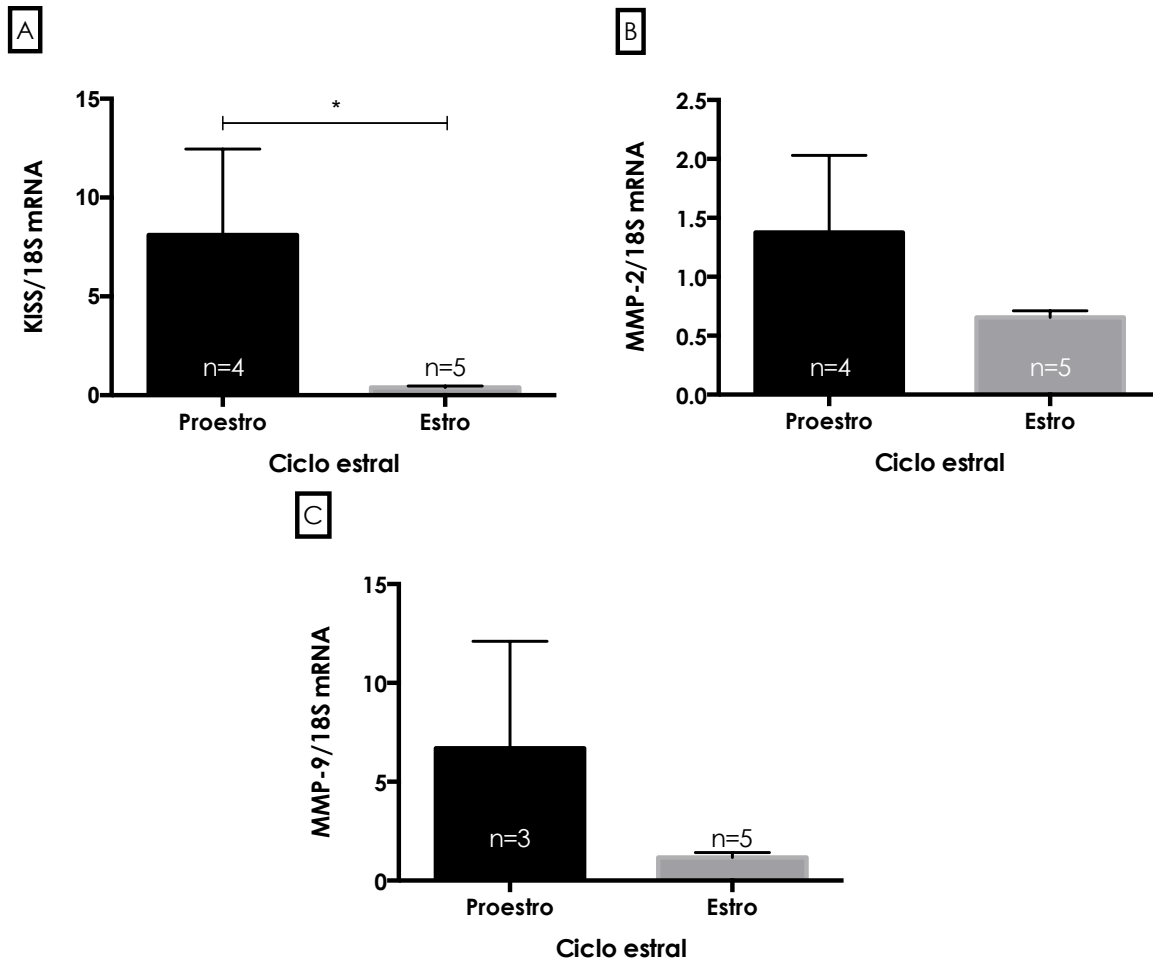 A
KISS/18S mRNA
15
10
5
0
*
n=4
n=5
Proestro
Estro
Ciclo estral
B
MMP-2/18S mRNA
2.5
2.0
1.5
1.0
0.5
0.0
n=4
n=5
Proestro
Estro
Ciclo estral
C
MMP-9/18S mRNA
15
10
5
0
n=3
n=5
Proestro
Estro
Ciclo estral